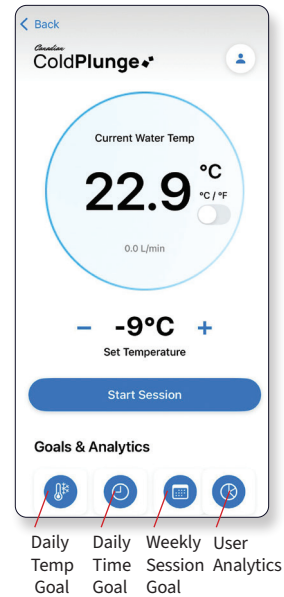 Back
Canadian
ColdPlunge
Current Water Temp
22.9 °C
°C / °F
0.0 L/min
− -9°C +
Set Temperature
Start Session
Goals & Analytics
Daily Temp Goal
Daily Time Goal
Weekly Session Goal
User Analytics